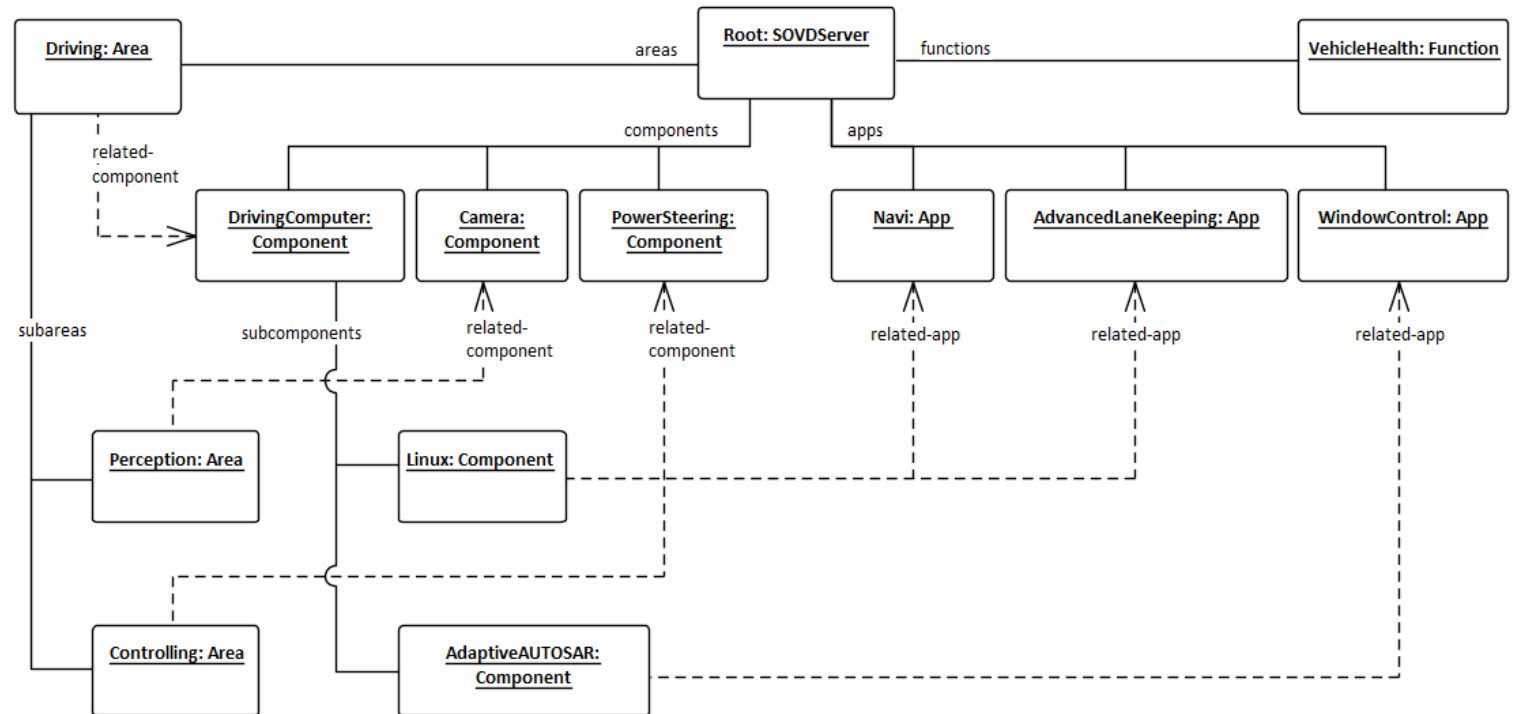 Driving: Area
areas
Root: SOVDServer
functions
VehicleHealth: Function
components
apps
related-
component
DrivingComputer:
Component
Camera:
Component
PowerSteering:
Component
Navi: App
AdvancedLaneKeeping: App
WindowControl: App
subareas
subcomponents
related-
component
related-
component
related-app
related-app
related-app
Perception: Area
Linux: Component
Controlling: Area
AdaptiveAUTOSAR:
Component